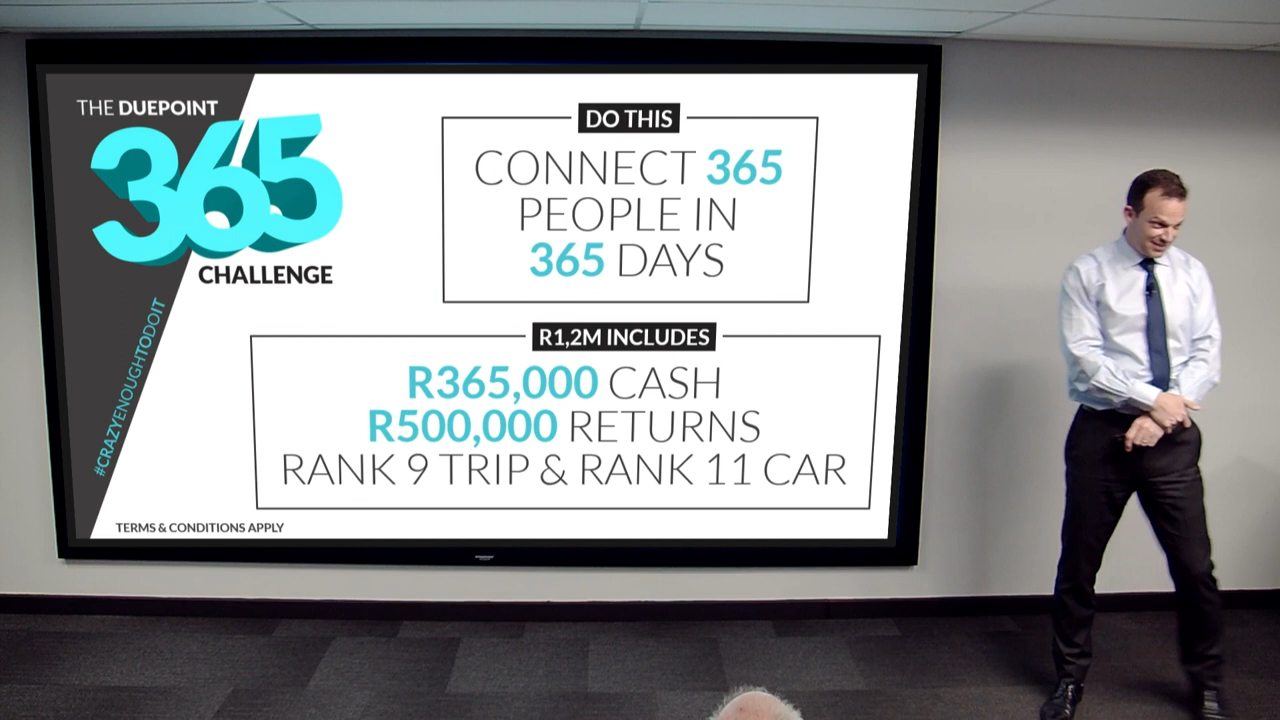 THE DUEPOINT
365
CHALLENGE
#CRAZYENOUGHTODOIT
DO THIS
CONNECT 365
PEOPLE IN
365 DAYS
R1,2M INCLUDES
R365,000 CASH
R500,000 RETURNS
RANK 9 TRIP & RANK 11 CAR
TERMS & CONDITIONS APPLY